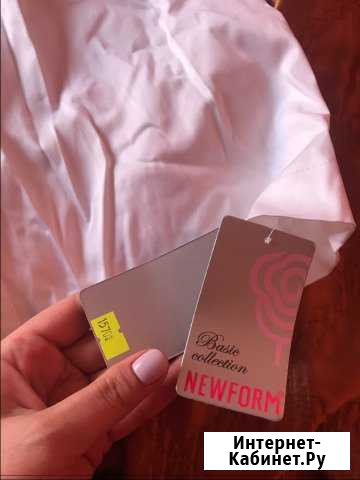 Basic
collection
NEWFORM
Интернет-
Кабинет.Ру